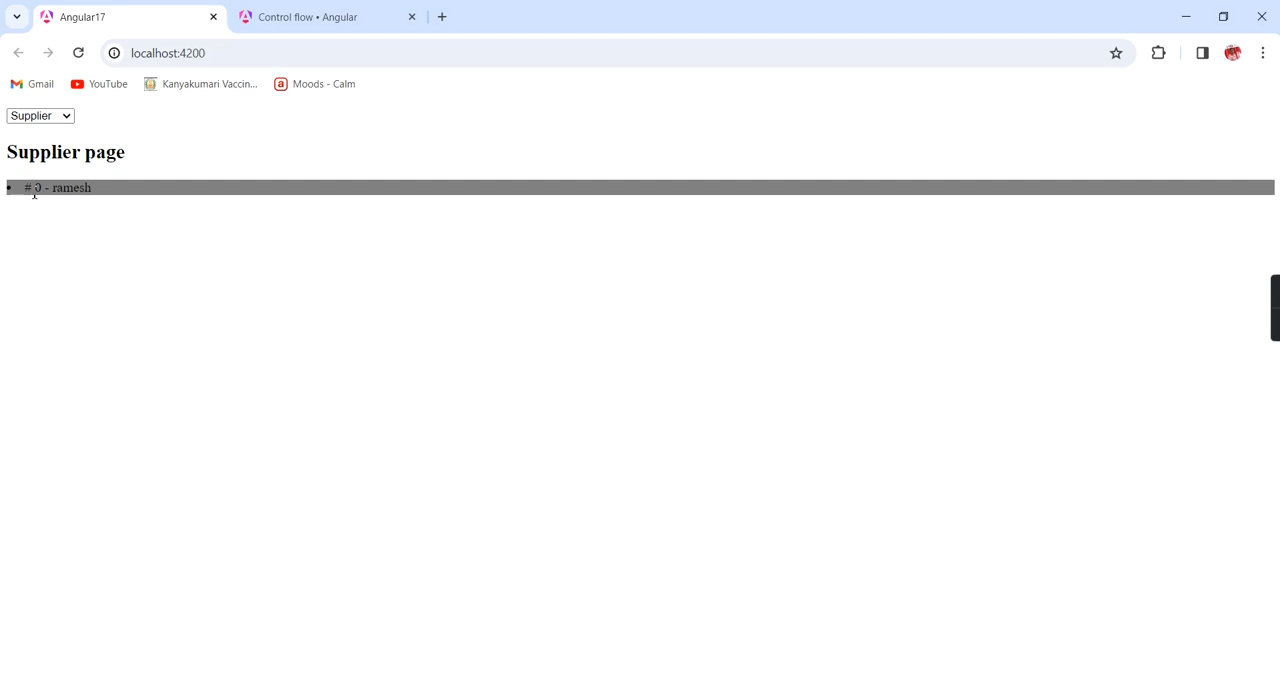 Angular17
Control flow • Angular
localhost:4200
Gmail
YouTube
Kanyakumari Vaccin...
Moods - Calm
Supplier
Supplier page
# 0 - ramesh